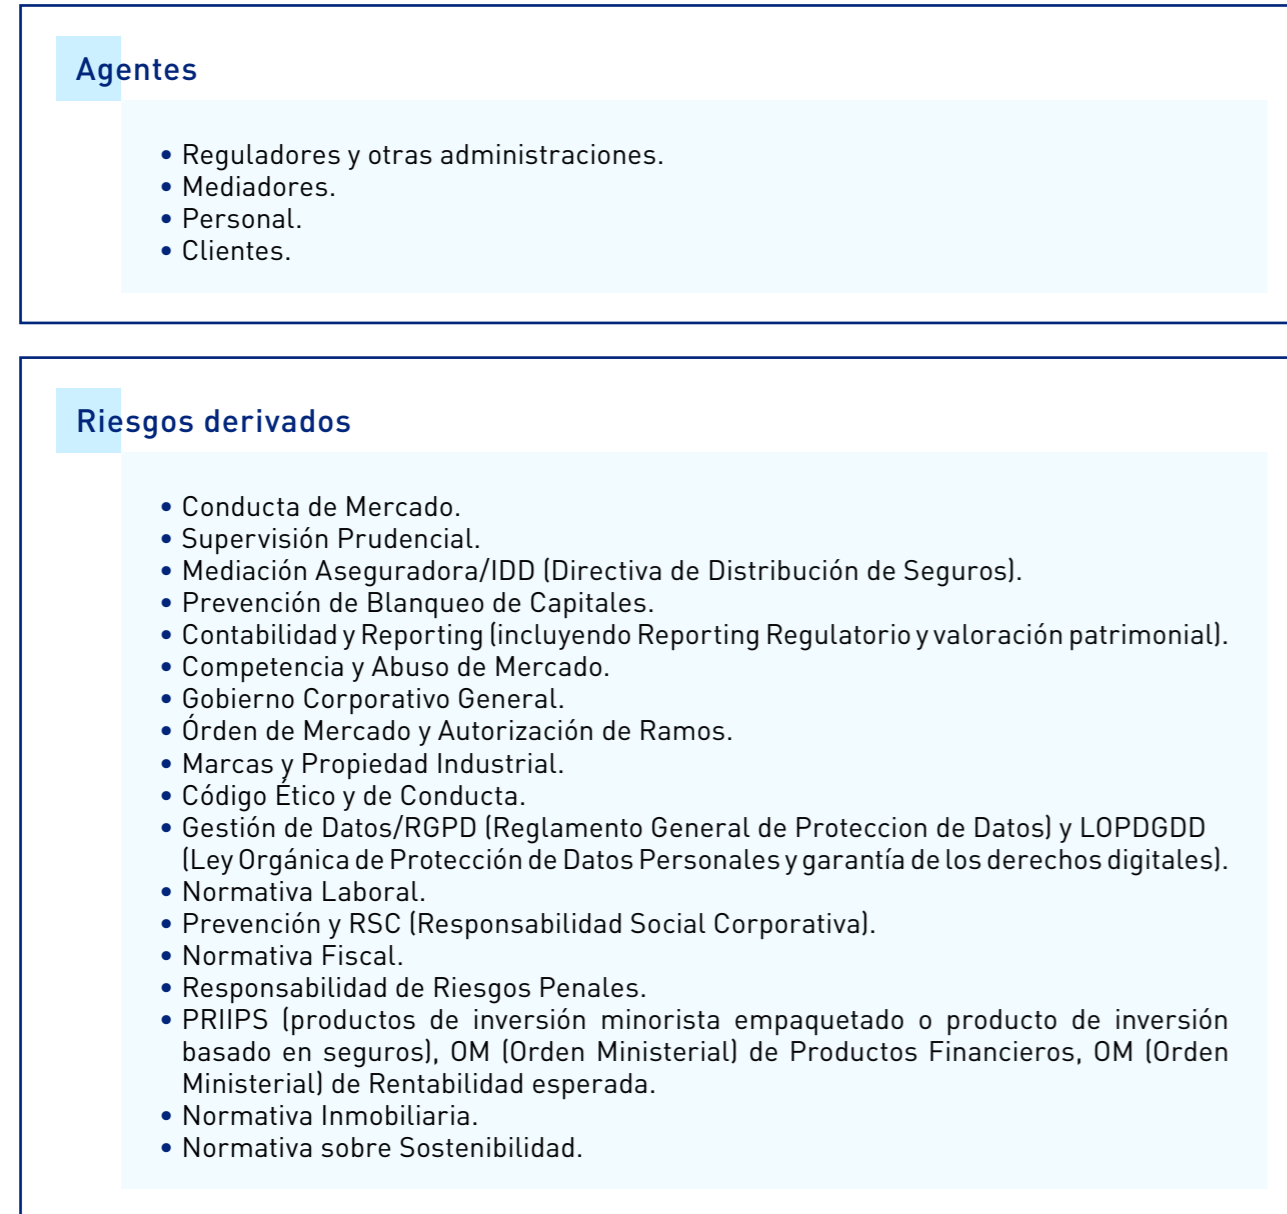 Agentes
• Reguladores y otras administraciones.
• Mediadores.
• Personal.
• Clientes.
Riesgos derivados
• Conducta de Mercado.
• Supervisión Prudencial.
• Mediación Aseguradora/IDD (Directiva de Distribución de Seguros).
• Prevención de Blanqueo de Capitales.
• Contabilidad y Reporting (incluyendo Reporting Regulatorio y valoración patrimonial).
• Competencia y Abuso de Mercado.
• Gobierno Corporativo General.
• Órden de Mercado y Autorización de Ramos.
• Marcas y Propiedad Industrial.
• Código Ético y de Conducta.
• Gestión de Datos/RGPD (Reglamento General de Proteccion de Datos) y LOPDGDD
(Ley Orgánica de Protección de Datos Personales y garantía de los derechos digitales).
• Normativa Laboral.
• Prevención y RSC (Responsabilidad Social Corporativa).
• Normativa Fiscal.
• Responsabilidad de Riesgos Penales.
• PRIIPS (productos de inversión minorista empaquetado o producto de inversión
basado en seguros), OM (Orden Ministerial) de Productos Financieros, OM (Orden
Ministerial) de Rentabilidad esperada.
• Normativa Inmobiliaria.
• Normativa sobre Sostenibilidad.